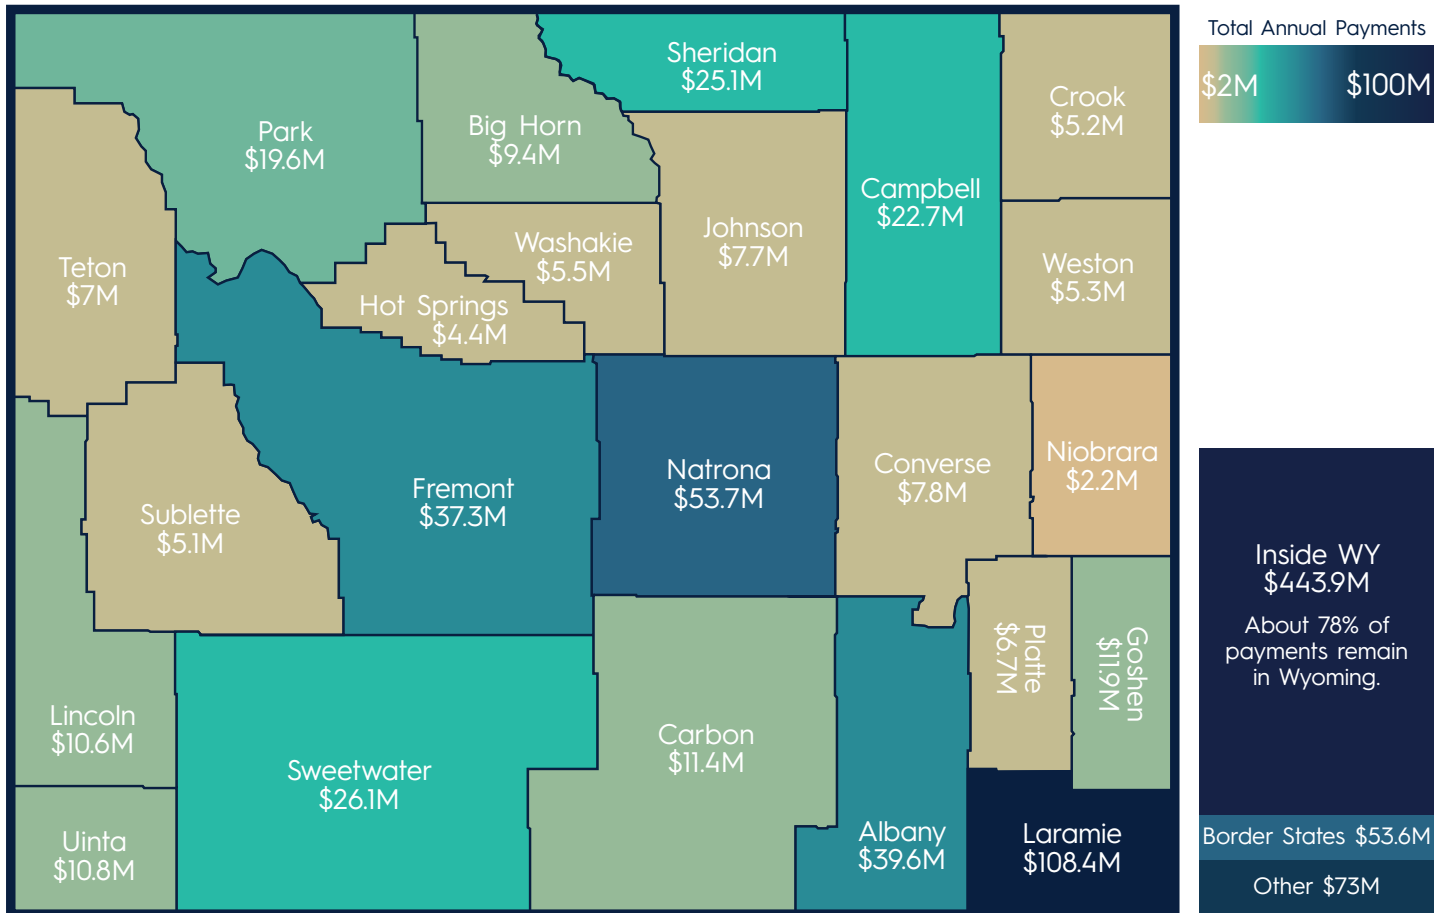 Total Annual Payments
$2M
$100M
Sheridan
$25.1M
Crook
$5.2M
Park
$19.6M
Big Horn
$9.4M
Campbell
$22.7M
Johnson
$7.7M
Washakie
$5.5M
Teton
$7M
Weston
$5.3M
Hot Springs
$4.4M
Natrona
$53.7M
Converse
$7.8M
Niobrara
$2.2M
Fremont
$37.3M
Sublette
$5.1M
Platte
$6.7M
Goshen
$11.9M
Lincoln
$10.6M
Carbon
$11.4M
Sweetwater
$26.1M
Uinta
$10.8M
Albany
$39.6M
Laramie
$108.4M
Inside WY
$443.9M
About 78% of
payments remain
in Wyoming.
Border States $53.6M
Other $73M